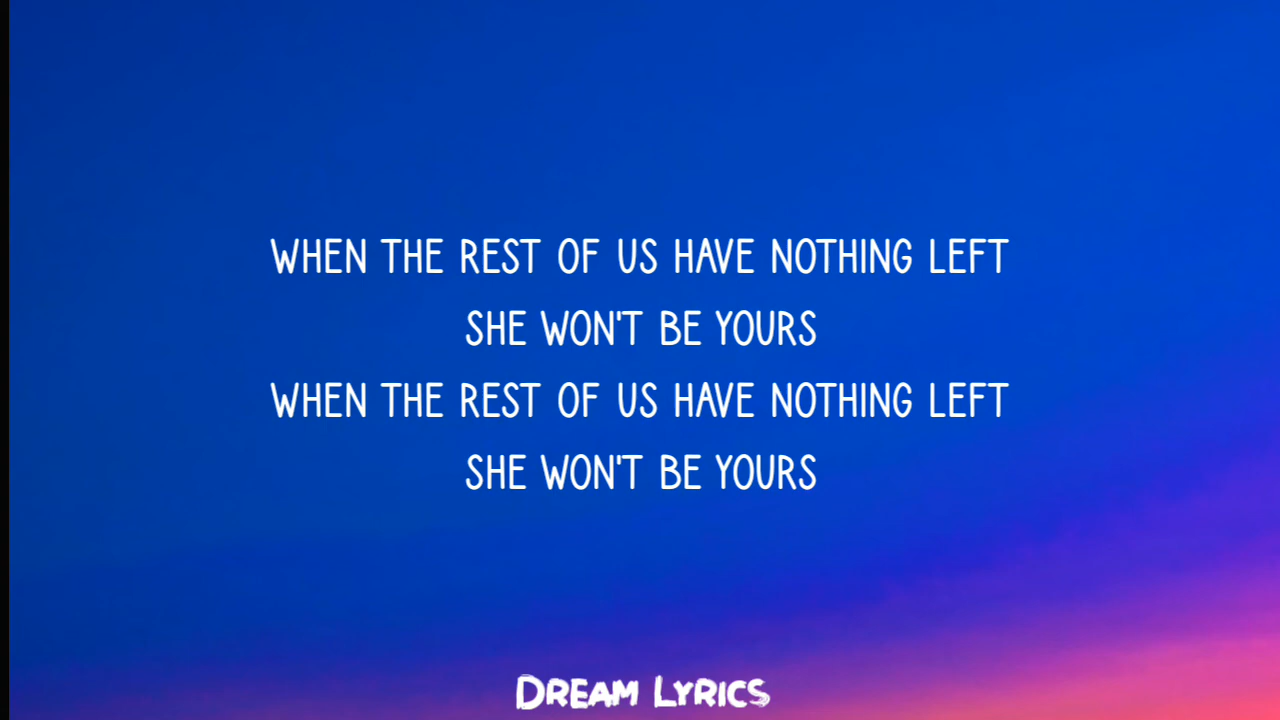 WHEN THE REST OF US HAVE NOTHING LEFT
SHE WON'T BE YOURS
WHEN THE REST OF US HAVE NOTHING LEFT
SHE WON'T BE YOURS
DREAM LYRICS